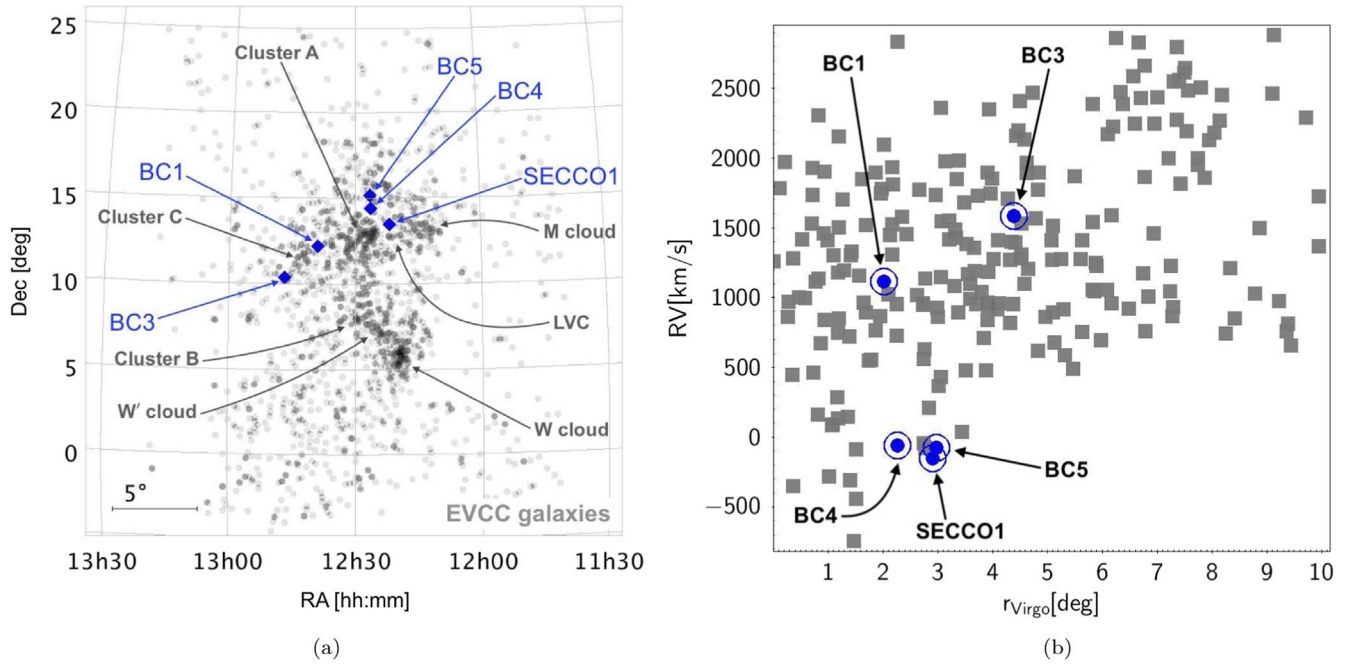 25
20
15
10
5
0
Dec [deg]
Cluster A
BC5
BC4
BC1
SECCO1
Cluster C
M cloud
BC3
LVC
Cluster B
W′ cloud
W cloud
5°
EVCC galaxies
13h30
13h00
12h30
12h00
11h30
RA [hh:mm]
(a)
2500
2000
1500
1000
500
0
−500
RV[km/s]
BC1
BC3
BC5
BC4
SECCO1
1
2
3
4
5
6
7
8
9
10
rVirgo[deg]
(b)